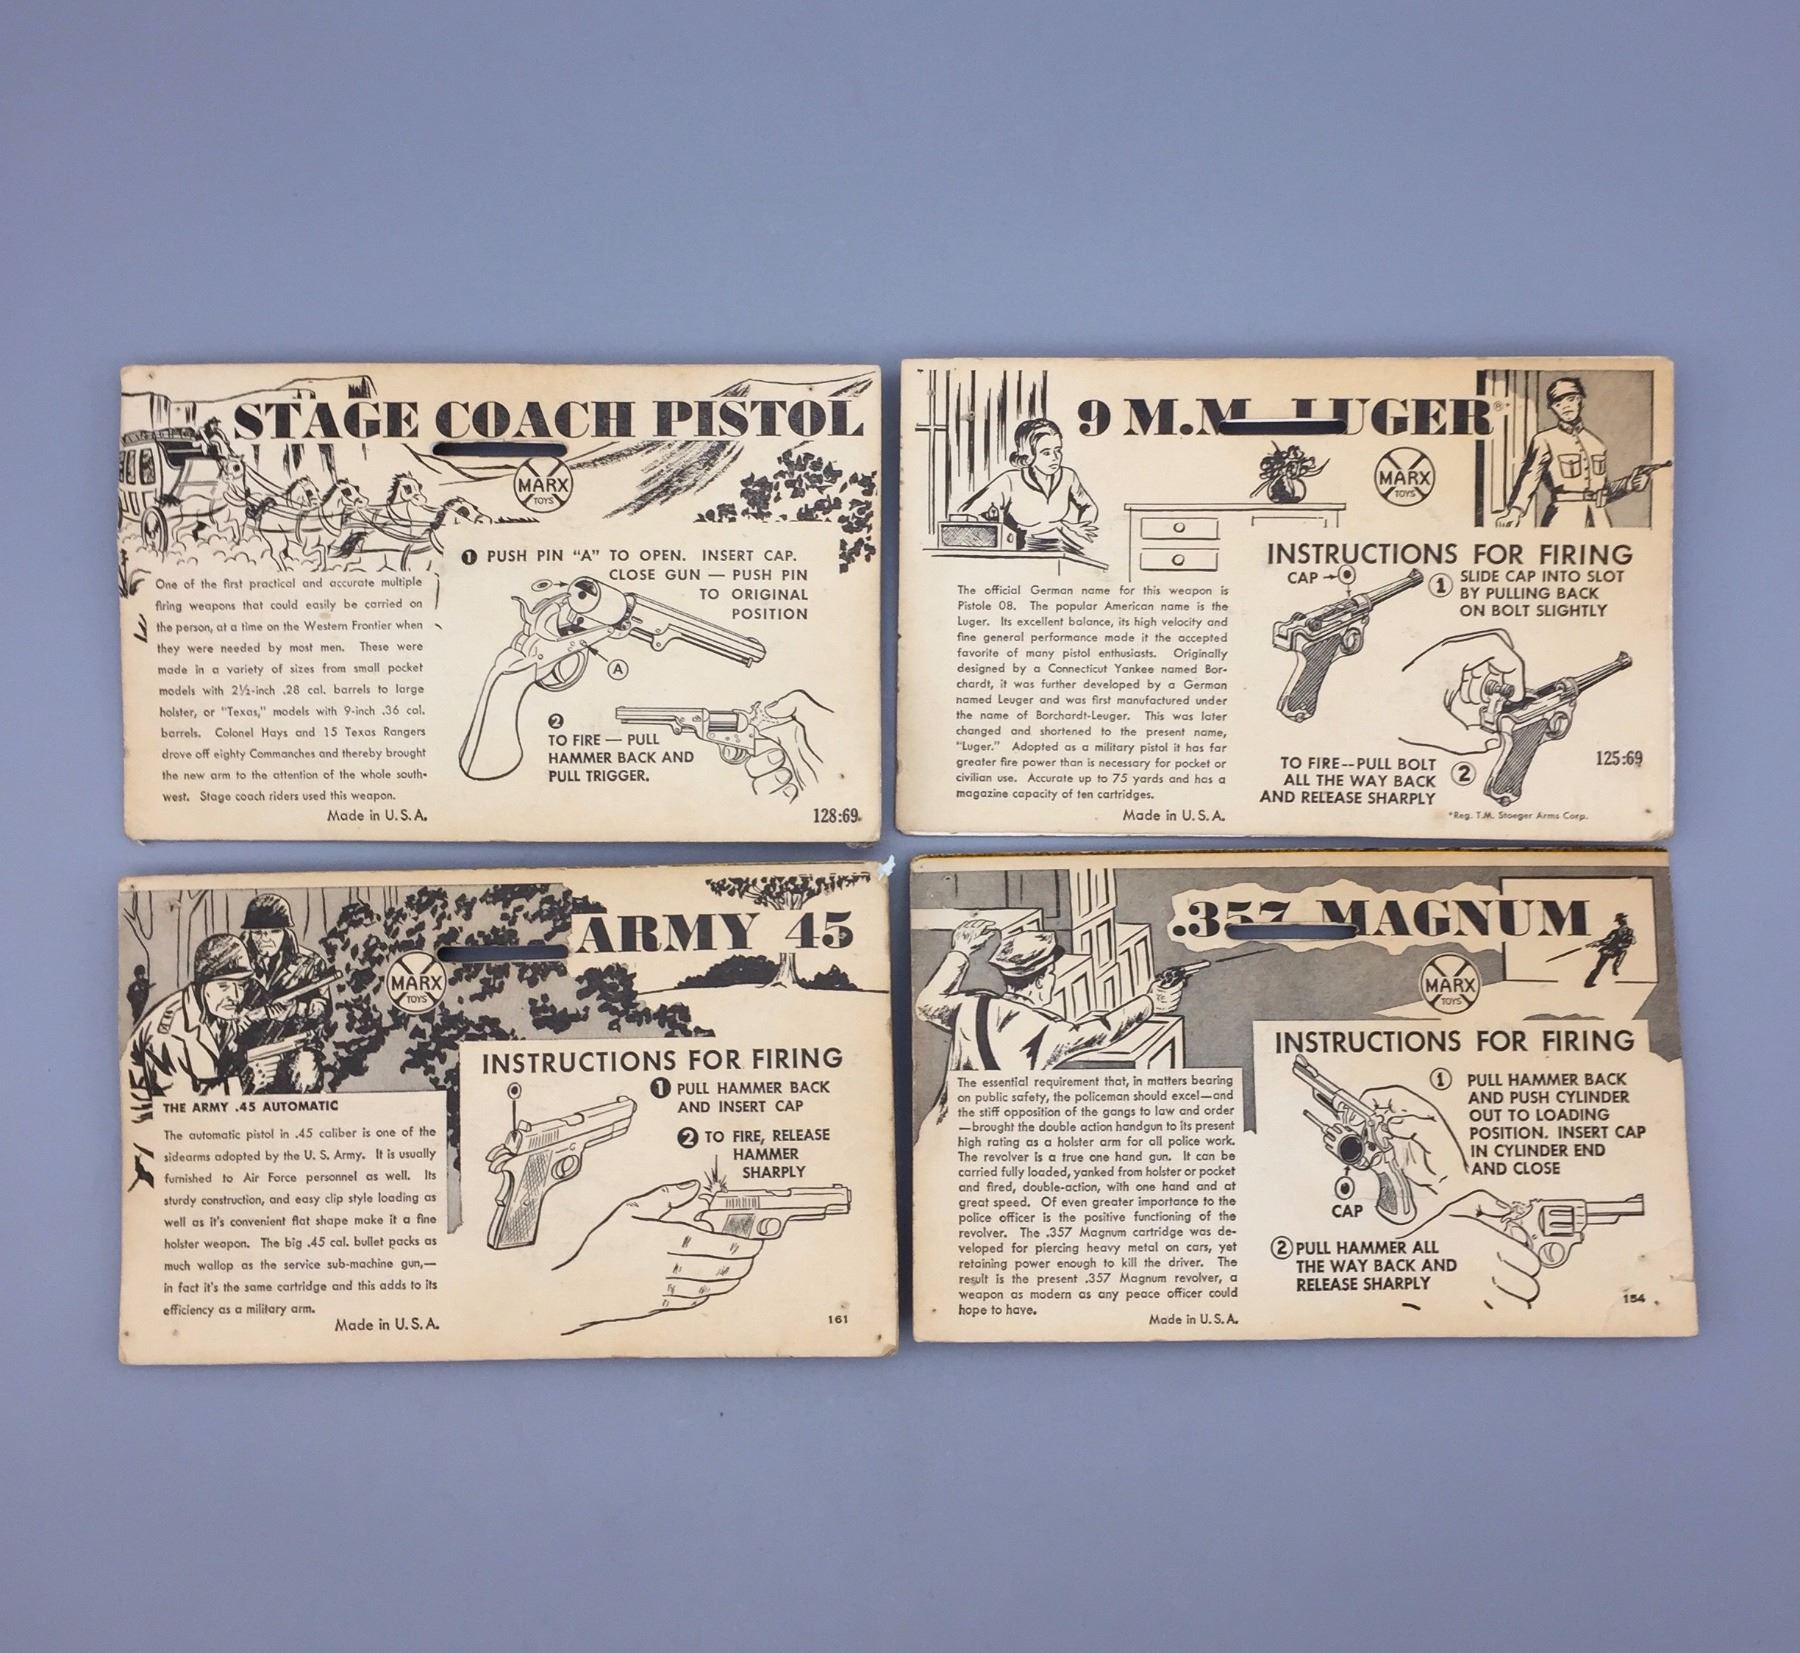 STAGE COACH PISTOL
MARX
TOYS
1 PUSH PIN "A" TO OPEN. INSERT CAP.
CLOSE GUN — PUSH PIN
TO ORIGINAL
POSITION
A
One of the first practical and accurate multiple
firing weapons that could easily be carried on
the person, at a time on the Western Frontier when
they were needed by most men. These were
made in a variety of sizes from small pocket
models with 2½-inch .28 cal. barrels to large
holster, or "Texas," models with 9-inch .36 cal.
barrels. Colonel Hays and 15 Texas Rangers
drove off eighty Commanches and thereby brought
the new arm to the attention of the whole south-
west. Stage coach riders used this weapon.
Made in U.S.A.
2
TO FIRE — PULL
HAMMER BACK AND
PULL TRIGGER.
128:69
9 M.M. LUGER®*
MARX
TOYS
INSTRUCTIONS FOR FIRING
CAP
1 SLIDE CAP INTO SLOT
BY PULLING BACK
ON BOLT SLIGHTLY
The official German name for this weapon is
Pistole 08. The popular American name is the
Luger. Its excellent balance, its high velocity and
fine general performance made it the accepted
favorite of many pistol enthusiasts. Originally
designed by a Connecticut Yankee named Bor-
chardt, it was further developed by a German
named Leuger and was first manufactured under
the name of Borchardt-Leuger. This was later
changed and shortened to the present name,
"Luger." Adopted as a military pistol it has far
greater fire power than is necessary for pocket or
civilian use. Accurate up to 75 yards and has a
magazine capacity of ten cartridges.
Made in U.S.A.
TO FIRE--PULL BOLT
ALL THE WAY BACK
AND RELEASE SHARPLY
2
125:69
*Reg. T.M. Stoeger Arms Corp.
ARMY 45
MARX
TOYS
INSTRUCTIONS FOR FIRING
1 PULL HAMMER BACK
AND INSERT CAP
2 TO FIRE, RELEASE
HAMMER
SHARPLY
THE ARMY .45 AUTOMATIC
The automatic pistol in .45 caliber is one of the
sidearms adopted by the U. S. Army. It is usually
furnished to Air Force personnel as well. Its
sturdy construction, and easy clip style loading as
well as it's convenient flat shape make it a fine
holster weapon. The big .45 cal. bullet packs as
much wallop as the service sub-machine gun,—
in fact it's the same cartridge and this adds to its
efficiency as a military arm.
Made in U.S.A.
161
.357 MAGNUM
MARX
TOYS
INSTRUCTIONS FOR FIRING
1 PULL HAMMER BACK
AND PUSH CYLINDER
OUT TO LOADING
POSITION. INSERT CAP
IN CYLINDER END
AND CLOSE
CAP
2 PULL HAMMER ALL
THE WAY BACK AND
RELEASE SHARPLY
The essential requirement that, in matters bearing
on public safety, the policeman should excel—and
the stiff opposition of the gangs to law and order
—brought the double action handgun to its present
high rating as a holster arm for all police work.
The revolver is a true one hand gun. It can be
carried fully loaded, yanked from holster or pocket
and fired, double-action, with one hand and at
great speed. Of even greater importance to the
police officer is the positive functioning of the
revolver. The .357 Magnum cartridge was de-
veloped for piercing heavy metal on cars, yet
retaining power enough to kill the driver. The
result is the present .357 Magnum revolver, a
weapon as modern as any peace officer could
hope to have.
Made in U.S.A.
154